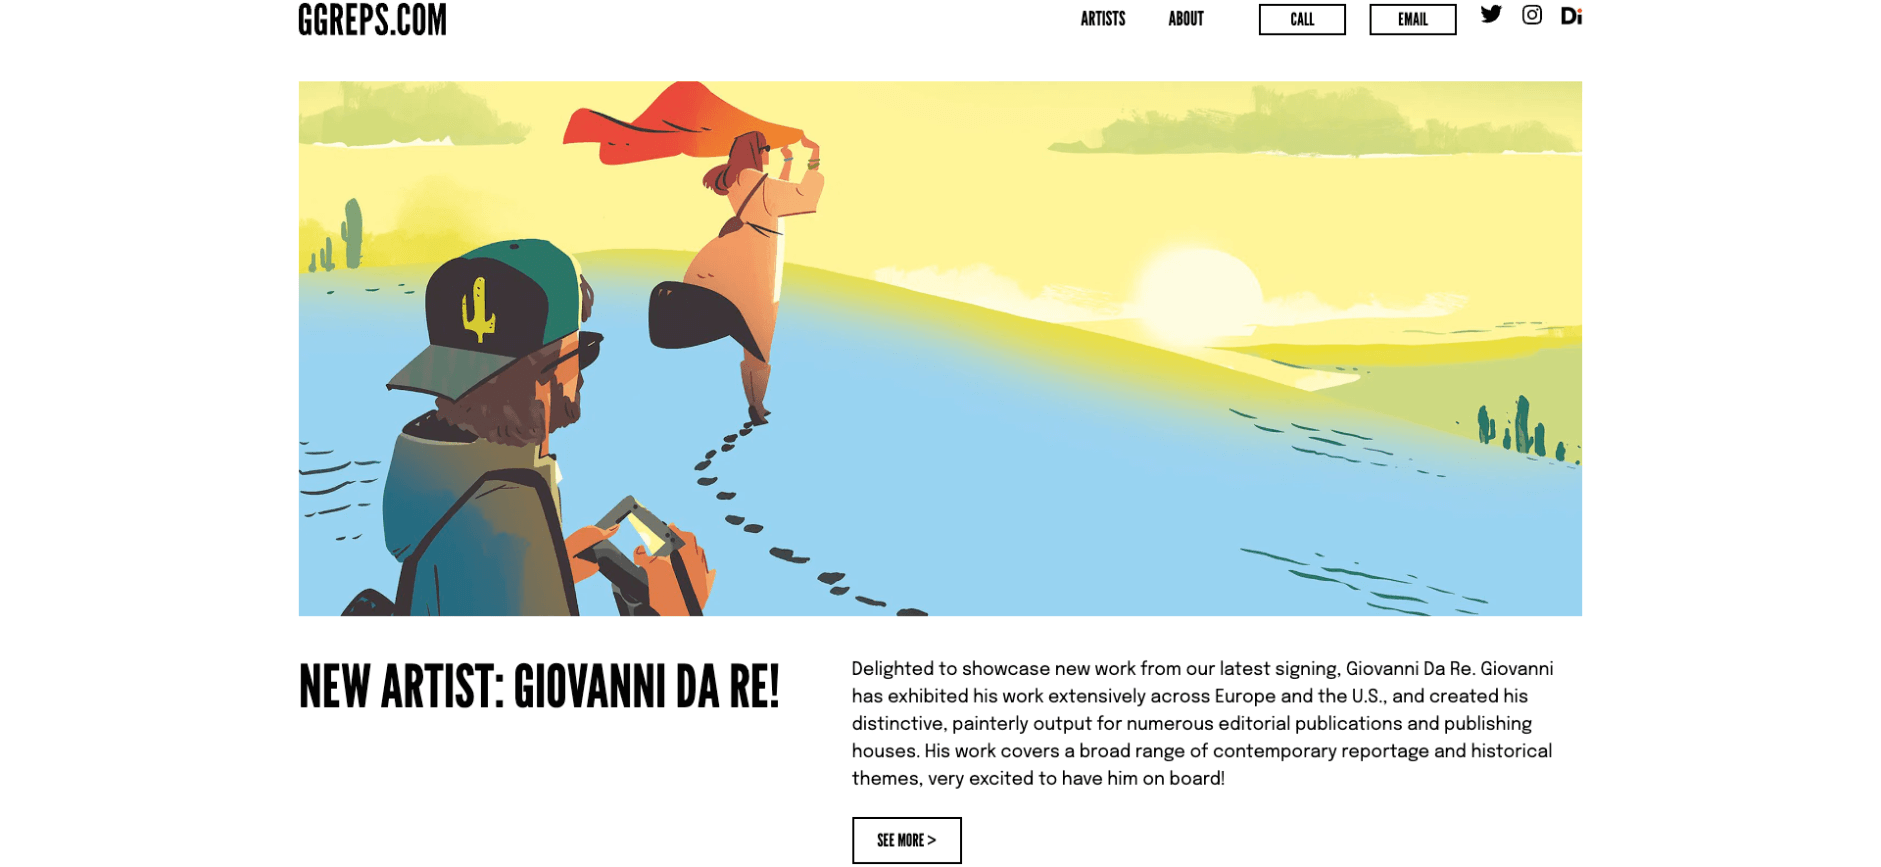 GGREPS.COM
ARTISTS
ABOUT
CALL
EMAIL
Di
NEW ARTIST: GIOVANNI DA RE!
Delighted to showcase new work from our latest signing, Giovanni Da Re. Giovanni
has exhibited his work extensively across Europe and the U.S., and created his
distinctive, painterly output for numerous editorial publications and publishing
houses. His work covers a broad range of contemporary reportage and historical
themes, very excited to have him on board!
SEE MORE >